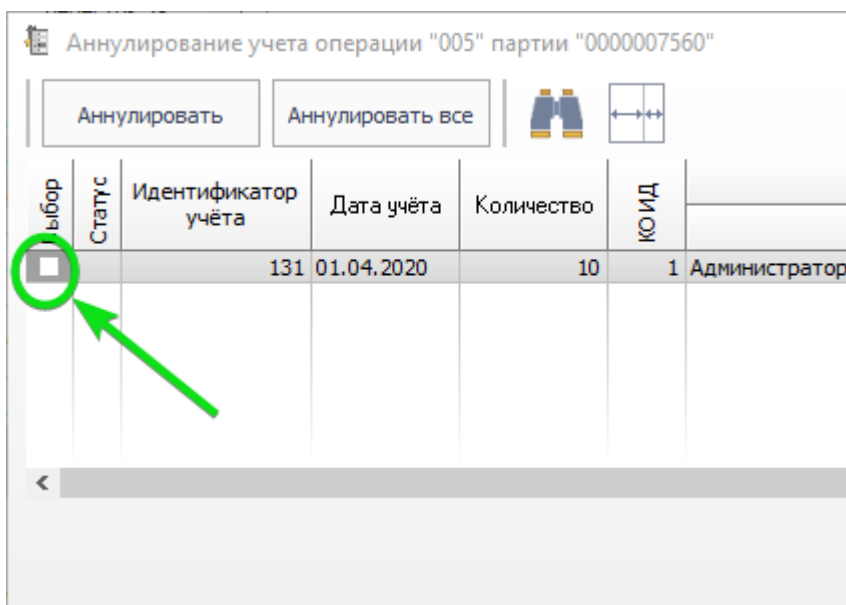 Аннулирование учета операции "005" партии "0000007560"
Аннулировать
Аннулировать все
Выбор
Статус
Идентификатор
учёта
Дата учёта
Количество
КО ИД
131 01.04.2020 10 1 Администратор